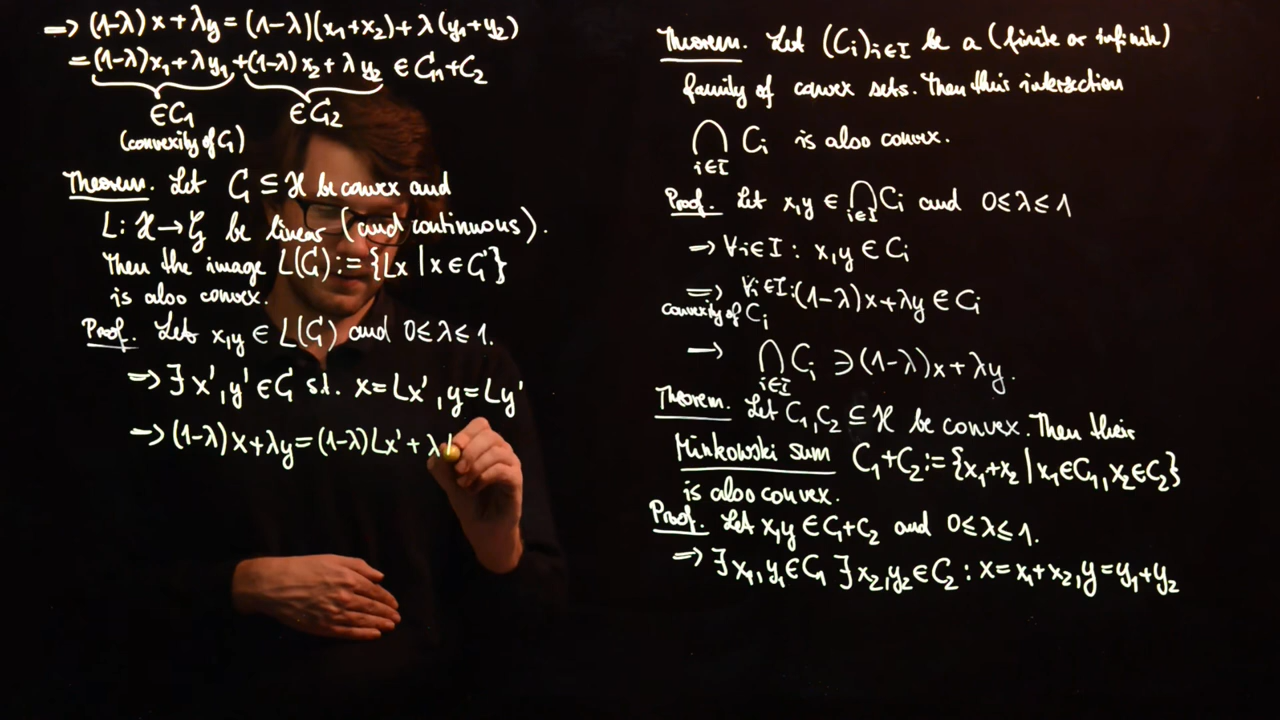 Theorem. Let (Ci)i∈I be a (finite or infinite)
family of convex sets. Then their intersection
⋂i∈I Ci is also convex.
Proof. Let x,y ∈ ⋂i∈I Ci and 0≤λ≤1
→ ∀i∈I : x,y ∈ Ci
⇒ ∀i∈I: (1-λ)x+λy ∈ Ci
convexity of Ci
→ ⋂i∈I Ci ∋ (1-λ)x+λy.
Theorem. Let C1,C2 ⊆ ℋ be convex. Then their
Minkowski sum C1+C2 := {x1+x2 | x1∈C1, x2∈C2}
is also convex.
Proof. Let x,y ∈ C1+C2 and 0≤λ≤1.
⇒ ∃ x1,y1∈C1 ∃ x2,y2∈C2 : x=x1+x2, y=y1+y2
→ (1-λ)x+λy = (1-λ)(x1+x2)+λ(y1+y2)
= (1-λ)x1+λy1 + (1-λ)x2+λy2 ∈ C1+C2
∈C1 ∈C2
(convexity of C1)
Theorem. Let C ⊆ ℋ be convex and
L: ℋ→𝒢 be linear (and continuous).
Then the image L(C) := {Lx | x∈C}
is also convex.
Proof. Let x,y ∈ L(C) and 0≤λ≤1.
⇒ ∃ x',y' ∈ C s.t. x=Lx', y=Ly'
→ (1-λ)x+λy = (1-λ)Lx' + λ